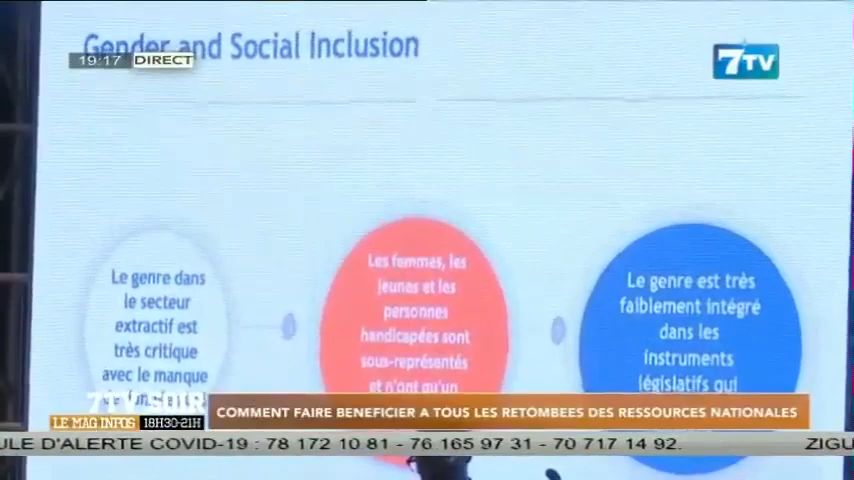 Gender and Social Inclusion
19:17 DIRECT
7TV
Le genre dans
le secteur
extractif est
très critique
avec le manque
Les femmes, les
jeunes et les
personnes
handicapées sont
sous-représentés
et n'ont qu'un
Le genre est très
faiblement intégré
dans les
instruments
législatifs qui
7TV SOIR
LE MAG INFOS 18H30-21H
COMMENT FAIRE BENEFICIER A TOUS LES RETOMBEES DES RESSOURCES NATIONALES
ULE D'ALERTE COVID-19 : 78 172 10 81 - 76 165 97 31 - 70 717 14 92. ZIGU